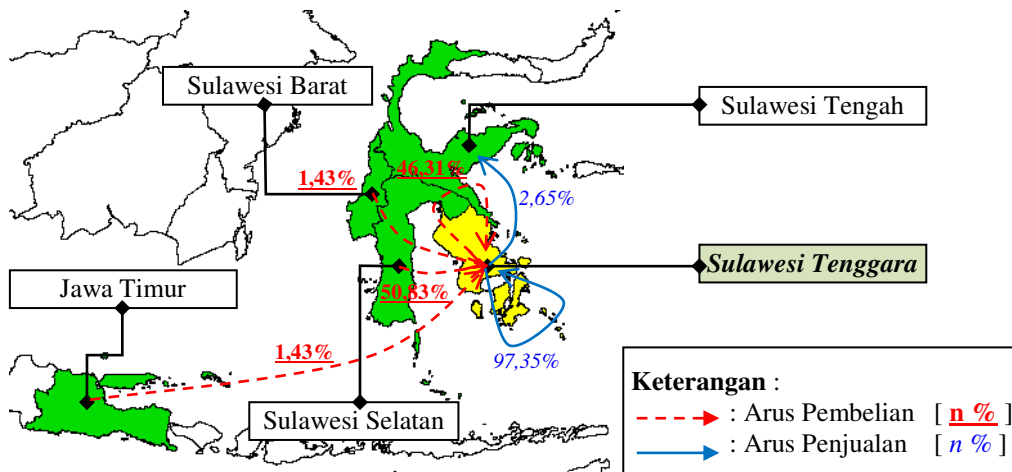 Sulawesi Barat
Sulawesi Tengah
46,31%
1,43%
2,65%
Sulawesi Tenggara
Jawa Timur
50,83%
1,43%
97,35%
Sulawesi Selatan
Keterangan :
: Arus Pembelian [ n % ]
: Arus Penjualan [ n % ]